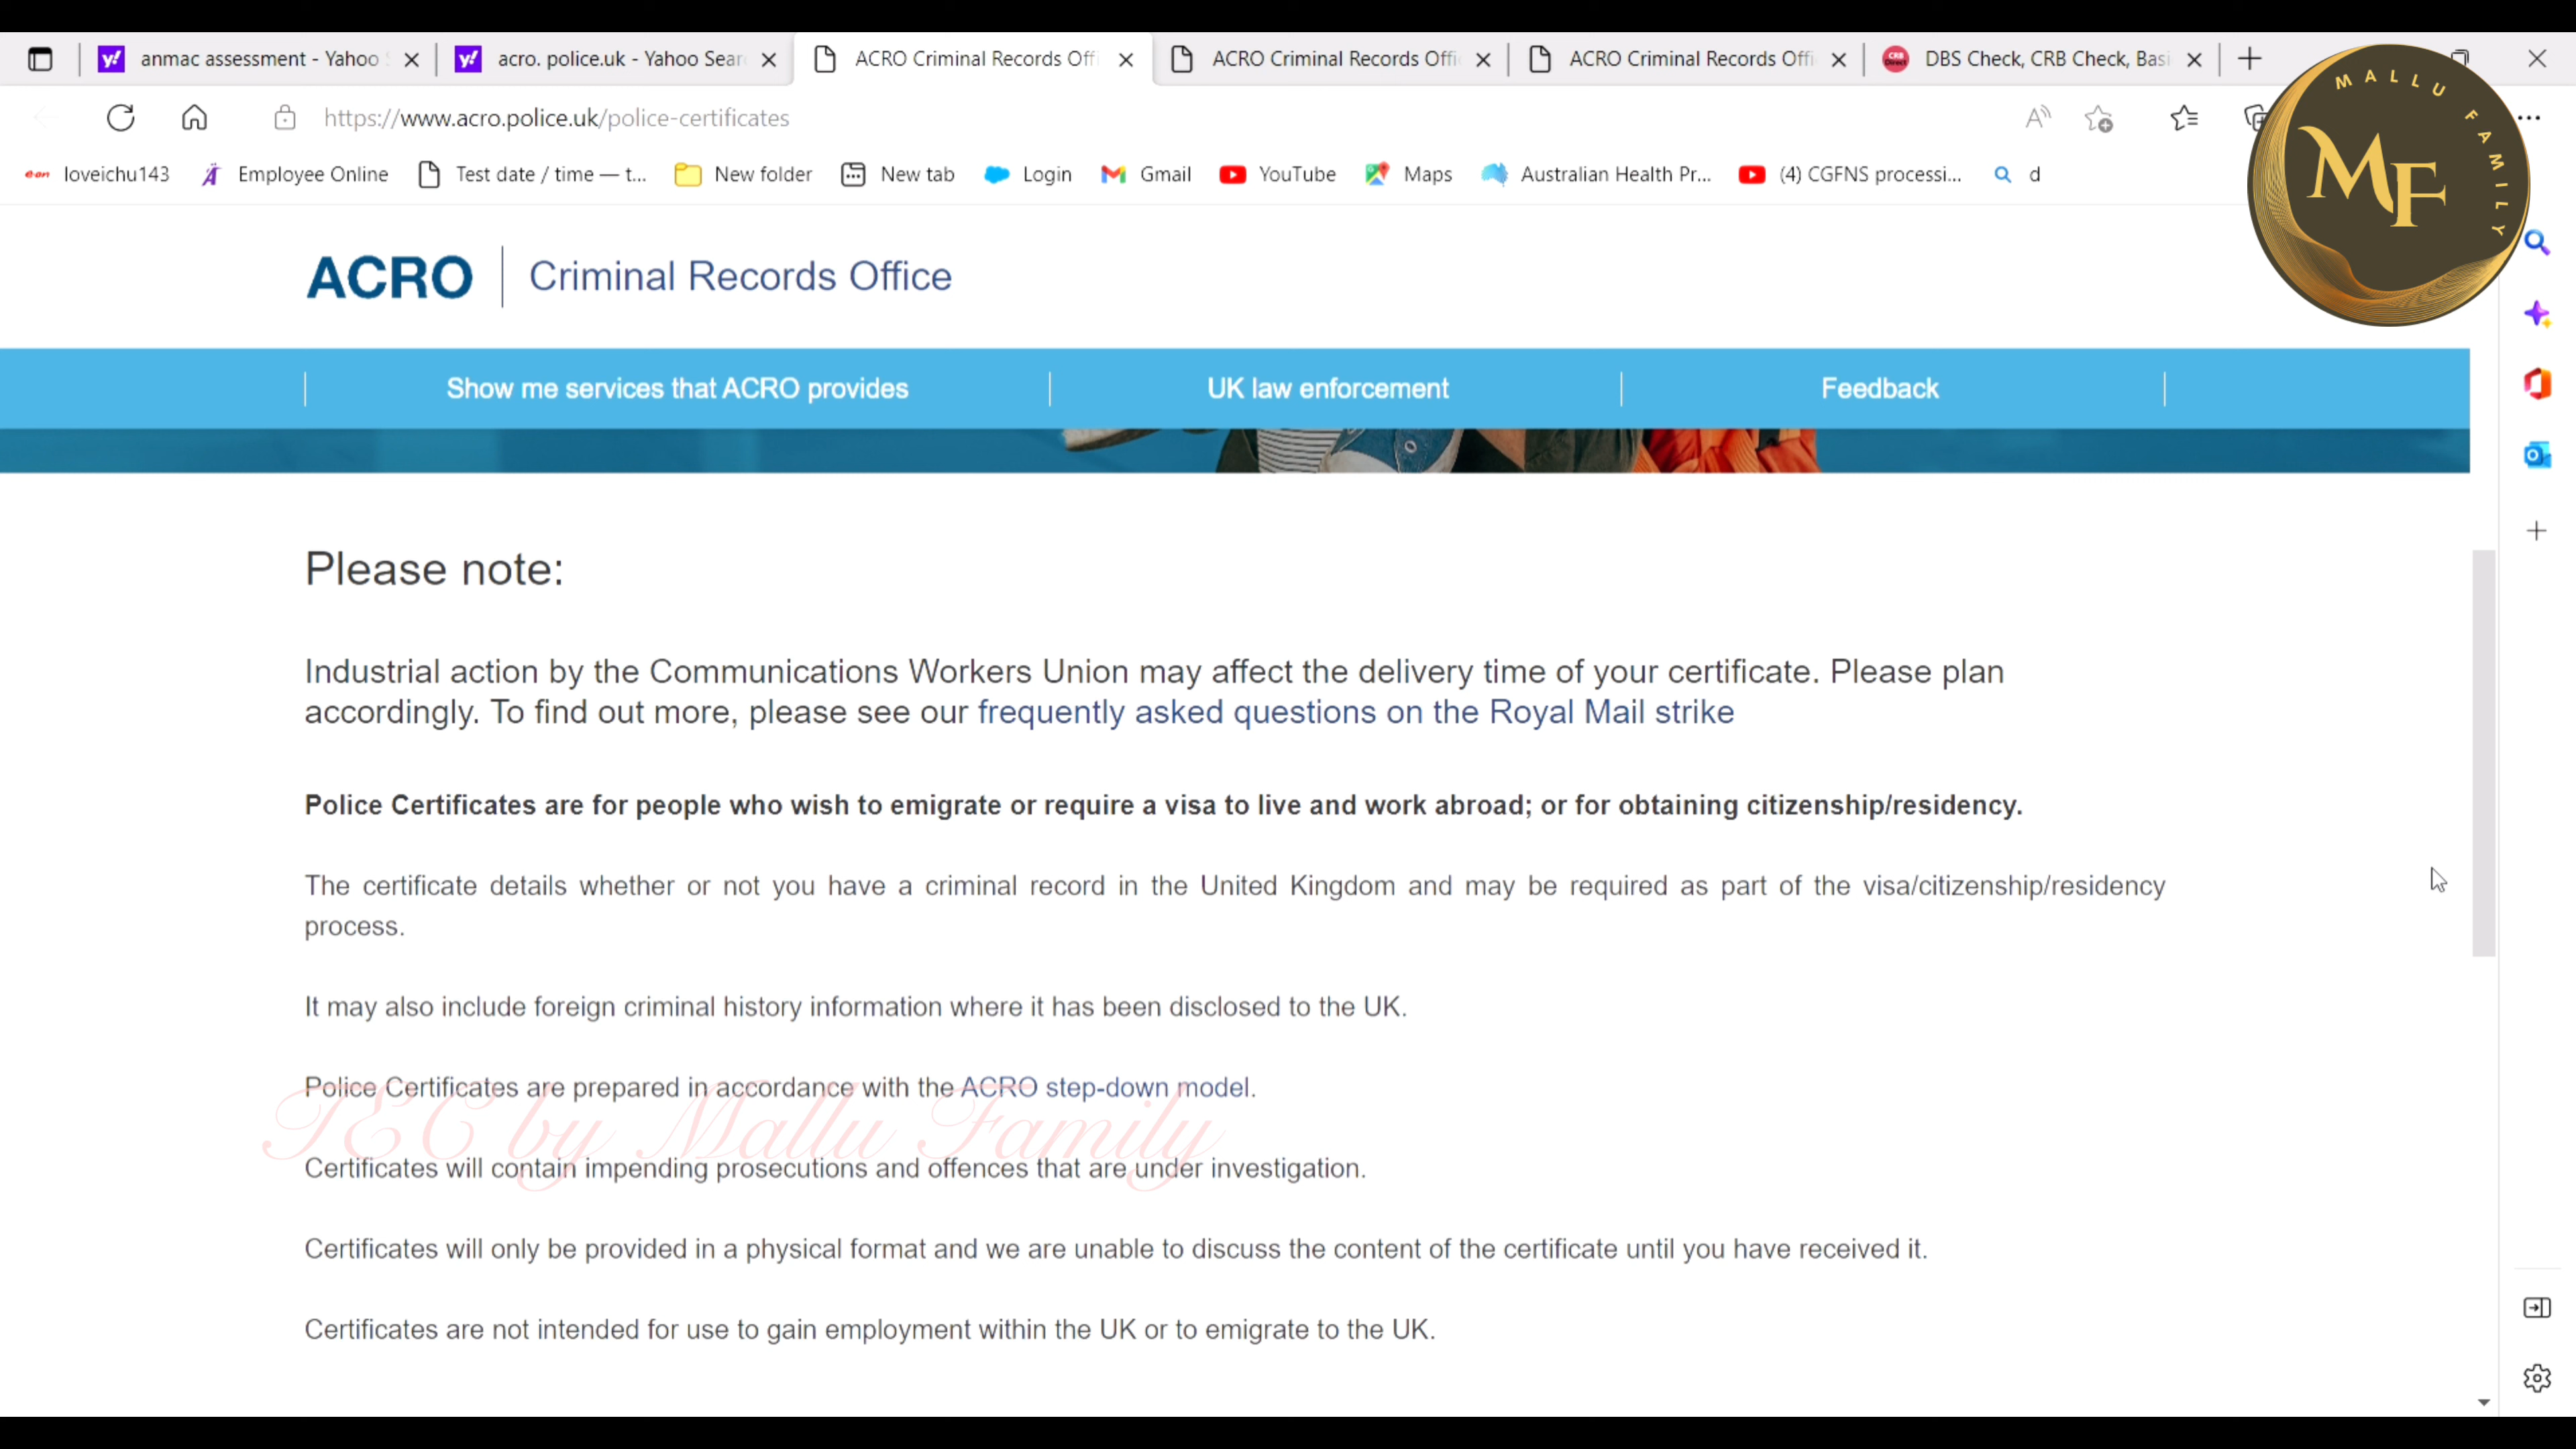 anmac assessment - Yahoo S
acro. police.uk - Yahoo Sear
ACRO Criminal Records Offi
ACRO Criminal Records Offi
ACRO Criminal Records Offi
DBS Check, CRB Check, Basi
https://www.acro.police.uk/police-certificates
loveichu143
Employee Online
Test date / time — t...
New folder
New tab
Login
Gmail
YouTube
Maps
Australian Health Pr...
(4) CGFNS processi...
d
MALLU FAMILY
MF
ACRO
Criminal Records Office
Show me services that ACRO provides
UK law enforcement
Feedback
Please note:
Industrial action by the Communications Workers Union may affect the delivery time of your certificate. Please plan
accordingly. To find out more, please see our frequently asked questions on the Royal Mail strike
Police Certificates are for people who wish to emigrate or require a visa to live and work abroad; or for obtaining citizenship/residency.
The certificate details whether or not you have a criminal record in the United Kingdom and may be required as part of the visa/citizenship/residency
process.
It may also include foreign criminal history information where it has been disclosed to the UK.
Police Certificates are prepared in accordance with the ACRO step-down model.
TEC by Mallu Family
Certificates will contain impending prosecutions and offences that are under investigation.
Certificates will only be provided in a physical format and we are unable to discuss the content of the certificate until you have received it.
Certificates are not intended for use to gain employment within the UK or to emigrate to the UK.